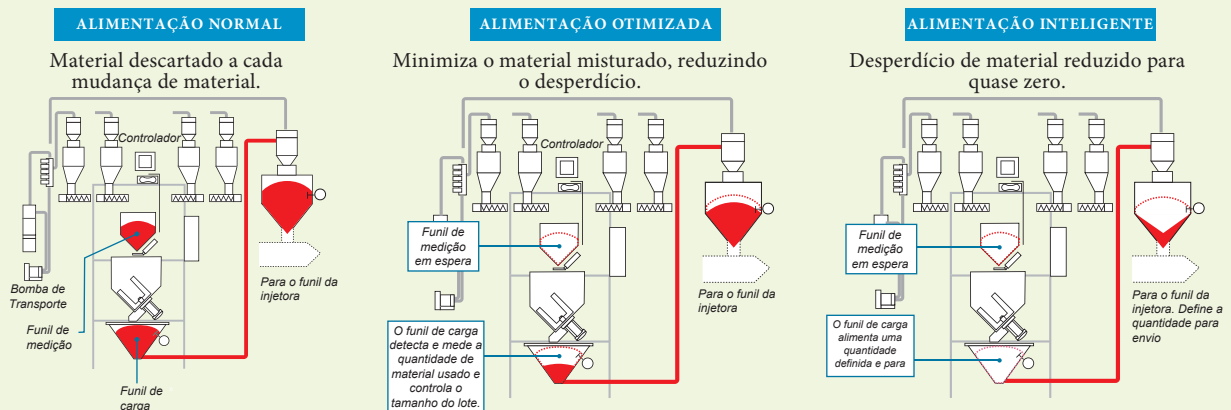 ALIMENTAÇÃO NORMAL
Material descartado a cada
mudança de material.
Controlador
Bomba de
Transporte
Funil de
medição
Funil de
carga
Para o funil da
injetora
ALIMENTAÇÃO OTIMIZADA
Minimiza o material misturado, reduzindo
o desperdício.
Controlador
Funil de
medição
em espera
O funil de carga
detecta e mede a
quantidade de
material usado e
controla o
tamanho do lote.
Para o funil da
injetora
ALIMENTAÇÃO INTELIGENTE
Desperdício de material reduzido para
quase zero.
Funil de
medição
em espera
O funil de carga
alimenta uma
quantidade
definida e para
Para o funil da
injetora. Define a
quantidade para
envio